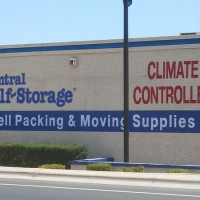 ntral
lf-Storage®
CLIMATE
CONTROLLE
ell Packing & Moving Supplies